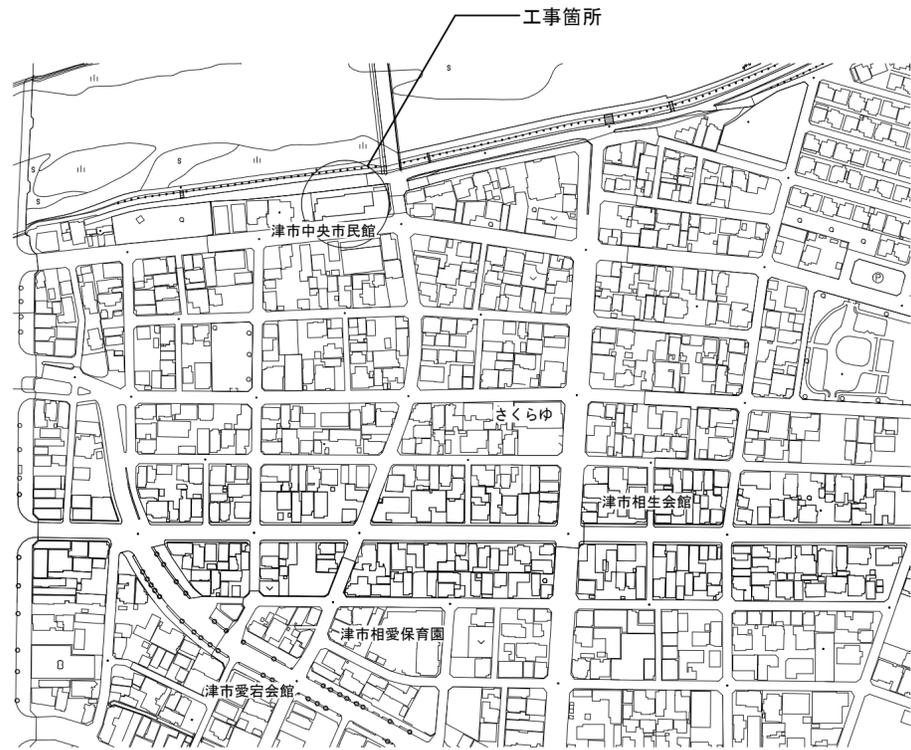 工事箇所
s
s
s
s
s
津市中央市民館
P
さくらゆ
津市相生会館
津市相愛保育園
津市愛宕会館